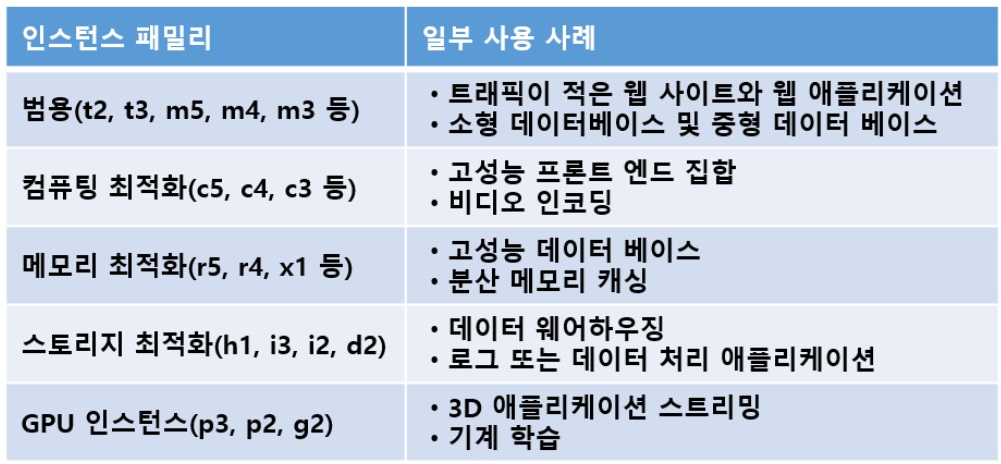 인스턴스 패밀리
일부 사용 사례
범용(t2, t3, m5, m4, m3 등)
• 트래픽이 적은 웹 사이트와 웹 애플리케이션
• 소형 데이터베이스 및 중형 데이터 베이스
컴퓨팅 최적화(c5, c4, c3 등)
• 고성능 프론트 엔드 집합
• 비디오 인코딩
메모리 최적화(r5, r4, x1 등)
• 고성능 데이터 베이스
• 분산 메모리 캐싱
스토리지 최적화(h1, i3, i2, d2)
• 데이터 웨어하우징
• 로그 또는 데이터 처리 애플리케이션
GPU 인스턴스(p3, p2, g2)
• 3D 애플리케이션 스트리밍
• 기계 학습